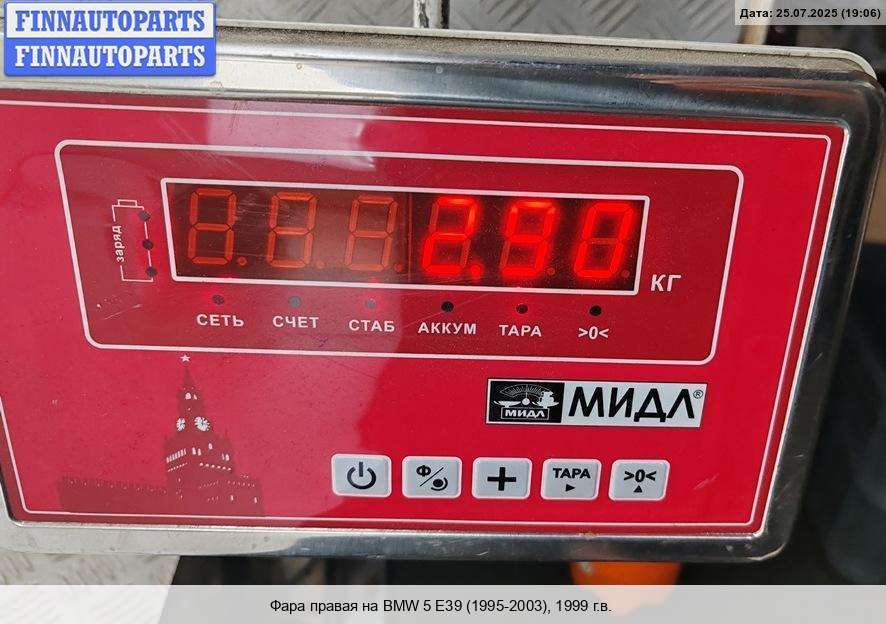 FINNAUTOPARTS
FINNAUTOPARTS
Дата: 25.07.2025 (19:06)
заряд
2.90
КГ
СЕТЬ СЧЕТ СТАБ АККУМ ТАРА >0<
МИДЛ
МИДЛ®
Ф ТАРА >0<
Фара правая на BMW 5 E39 (1995-2003), 1999 г.в.